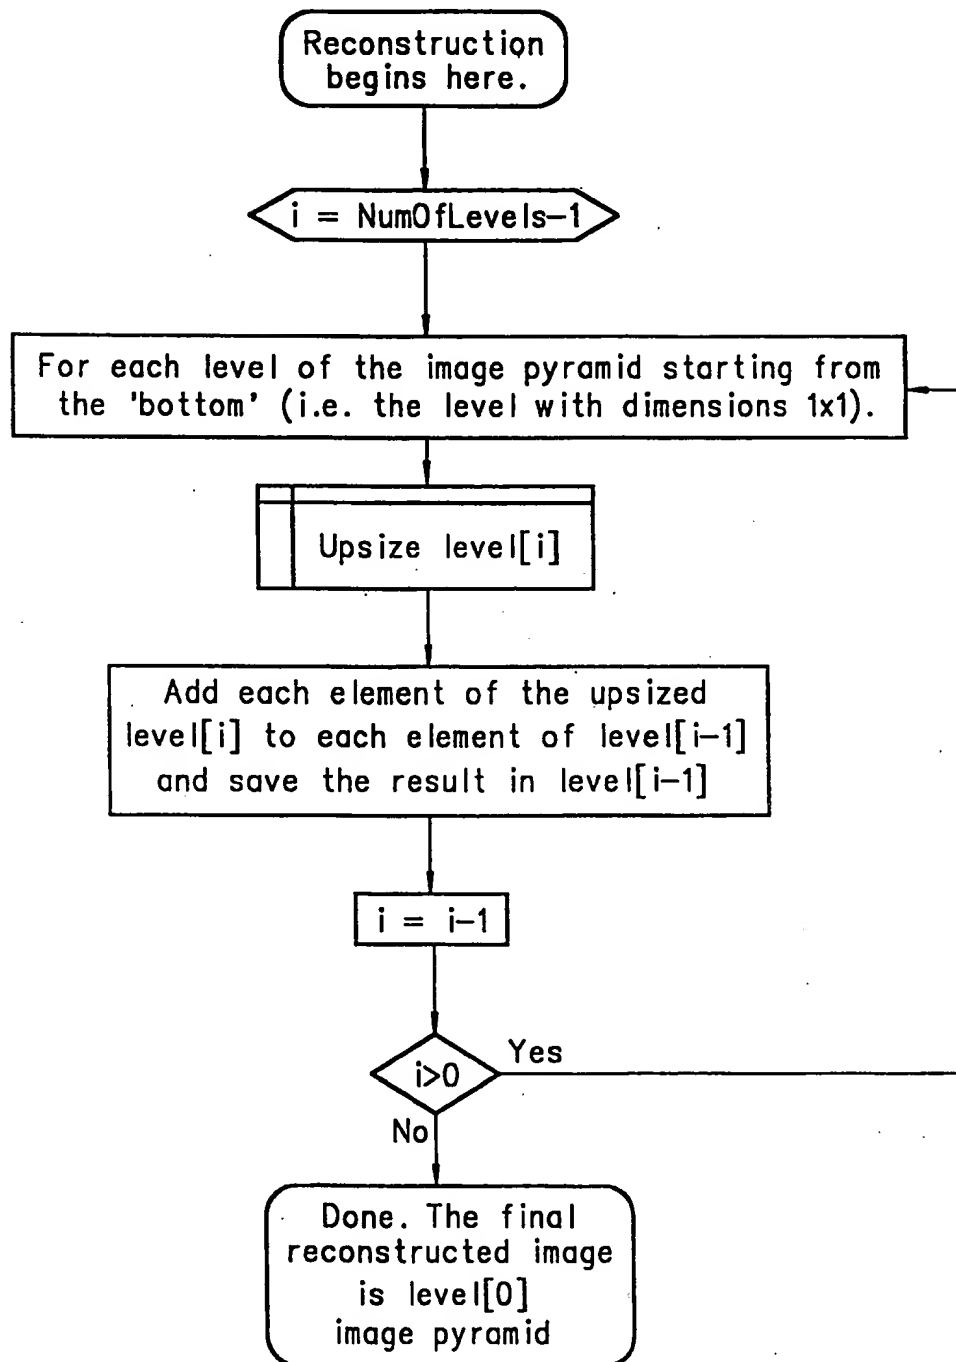 Reconstruction
begins here.
i = NumOfLevels-1
For each level of the image pyramid starting from
the 'bottom' (i.e. the level with dimensions 1x1).
Upsize level[i]
Add each element of the upsized
level[i] to each element of level[i-1]
and save the result in level[i-1]
i = i-1
i>0
Yes
No
Done. The final
reconstructed image
is level[0]
image pyramid